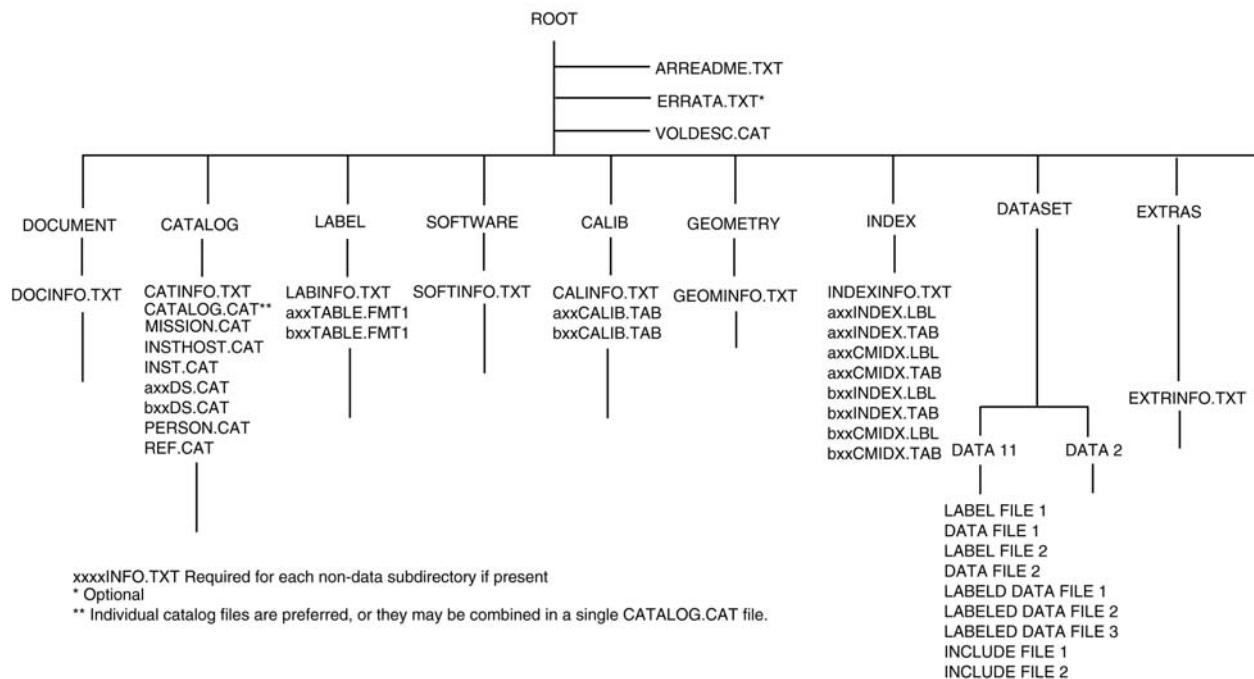 ROOT
ARREADME.TXT
ERRATA.TXT*
VOLDESC.CAT
DOCUMENT
DOCINFO.TXT
CATALOG
CATINFO.TXT
CATALOG.CAT**
MISSION.CAT
INSTHOST.CAT
INST.CAT
axxDS.CAT
bxxDS.CAT
PERSON.CAT
REF.CAT
LABEL
LABINFO.TXT
axxTABLE.FMT1
bxxTABLE.FMT1
SOFTWARE
SOFTINFO.TXT
CALIB
CALINFO.TXT
axxCALIB.TAB
bxxCALIB.TAB
GEOMETRY
GEOMINFO.TXT
INDEX
INDEXINFO.TXT
axxINDEX.LBL
axxINDEX.TAB
axxCMIDX.LBL
axxCMIDX.TAB
bxxINDEX.LBL
bxxINDEX.TAB
bxxCMIDX.LBL
bxxCMIDX.TAB
DATASET
DATA 11
LABEL FILE 1
DATA FILE 1
LABEL FILE 2
DATA FILE 2
LABELD DATA FILE 1
LABELED DATA FILE 2
LABELED DATA FILE 3
INCLUDE FILE 1
INCLUDE FILE 2
DATA 2
EXTRAS
EXTRINFO.TXT
xxxxINFO.TXT Required for each non-data subdirectory if present
* Optional
** Individual catalog files are preferred, or they may be combined in a single CATALOG.CAT file.